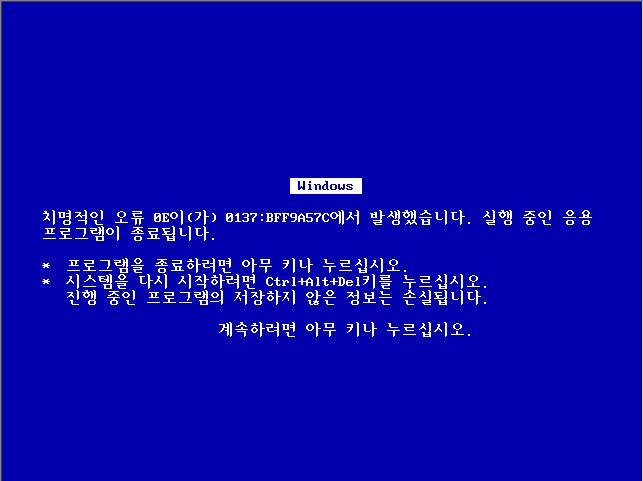 Windows
치명적인 오류 0E이(가) 0137:BFF9A57C에서 발생했습니다. 실행 중인 응용
프로그램이 종료됩니다.
* 프로그램을 종료하려면 아무 키나 누르십시오.
* 시스템을 다시 시작하려면 Ctrl+Alt+Del키를 누르십시오.
진행 중인 프로그램의 저장하지 않은 정보는 손실됩니다.
계속하려면 아무 키나 누르십시오.